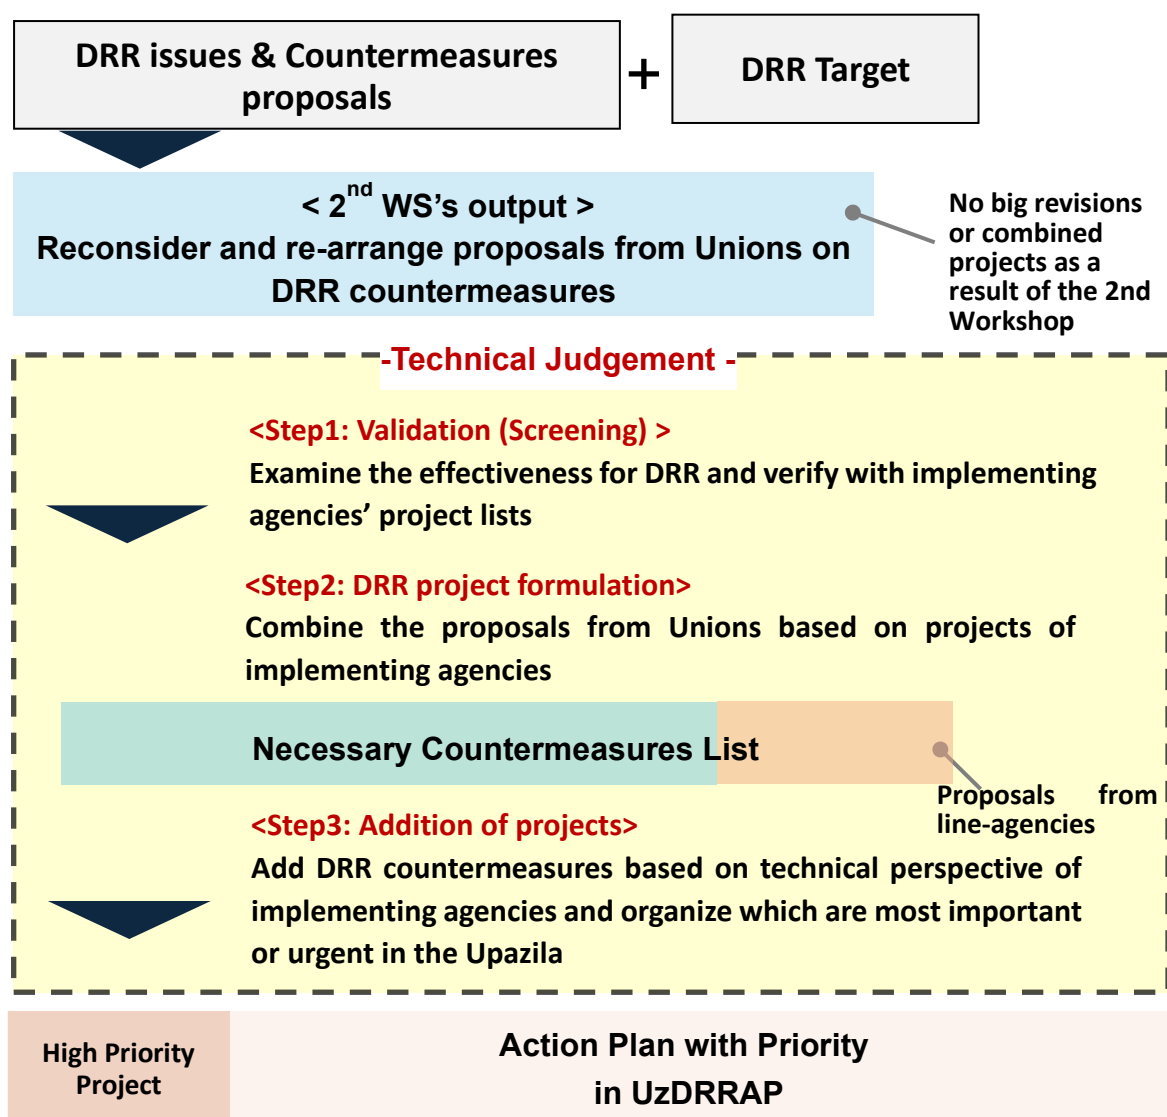 DRR issues & Countermeasures
proposals
+
DRR Target
< 2nd WS's output >
Reconsider and re-arrange proposals from Unions on
DRR countermeasures
No big revisions
or combined
projects as a
result of the 2nd
Workshop
-Technical Judgement -
<Step1: Validation (Screening) >
Examine the effectiveness for DRR and verify with implementing
agencies’ project lists
<Step2: DRR project formulation>
Combine the proposals from Unions based on projects of
implementing agencies
Necessary Countermeasures List
Proposals from
line-agencies
<Step3: Addition of projects>
Add DRR countermeasures based on technical perspective of
implementing agencies and organize which are most important
or urgent in the Upazila
High Priority
Project
Action Plan with Priority
in UzDRRAP